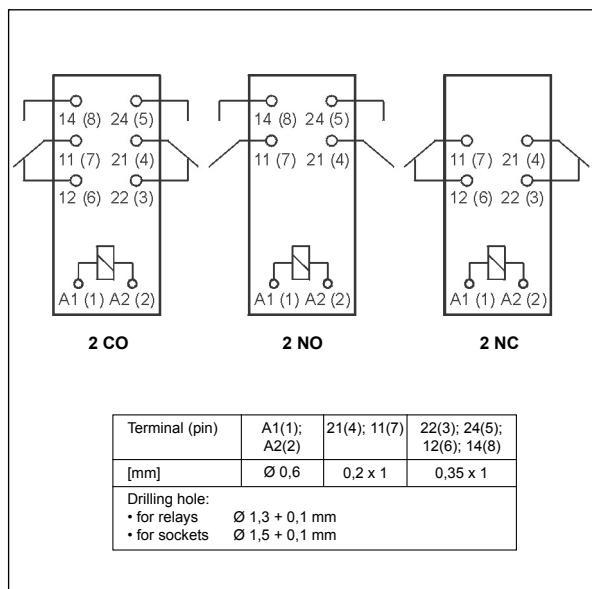 14 (8) 24 (5)
11 (7) 21 (4)
12 (6) 22 (3)
A1 (1) A2 (2)
2 CO
14 (8) 24 (5)
11 (7) 21 (4)
A1 (1) A2 (2)
2 NO
11 (7) 21 (4)
12 (6) 22 (3)
A1 (1) A2 (2)
2 NC
Terminal (pin) A1(1); 21(4); 11(7) 22(3); 24(5);
A2(2) 12(6); 14(8)
[mm] Ø 0,6 0,2 x 1 0,35 x 1
Drilling hole:
• for relays Ø 1,3 + 0,1 mm
• for sockets Ø 1,5 + 0,1 mm